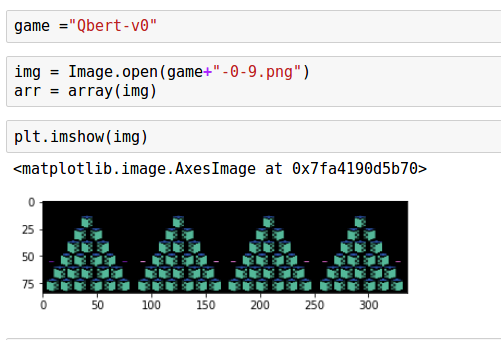 game ="Qbert-v0"
img = Image.open(game+"-0-9.png")
arr = array(img)
plt.imshow(img)
<matplotlib.image.AxesImage at 0x7fa4190d5b70>
0
25
50
75
0 50 100 150 200 250 300